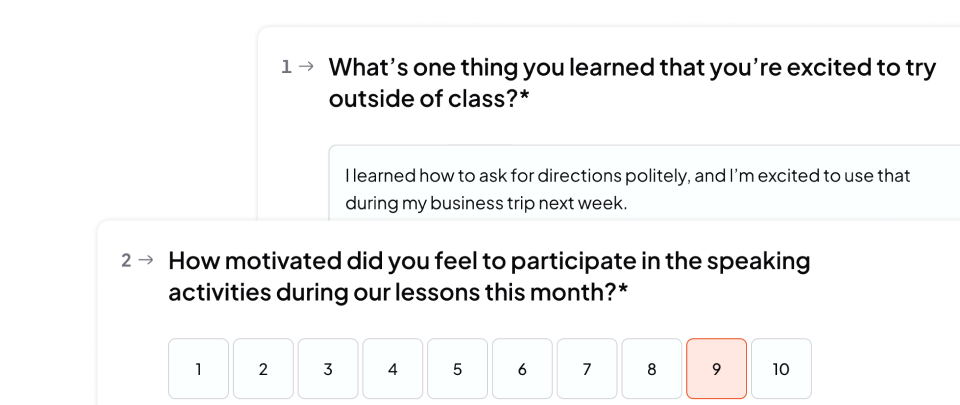 1 → What’s one thing you learned that you’re excited to try
outside of class?*
I learned how to ask for directions politely, and I’m excited to use that
during my business trip next week.
2 → How motivated did you feel to participate in the speaking
activities during our lessons this month?*
1 2 3 4 5 6 7 8 9 10